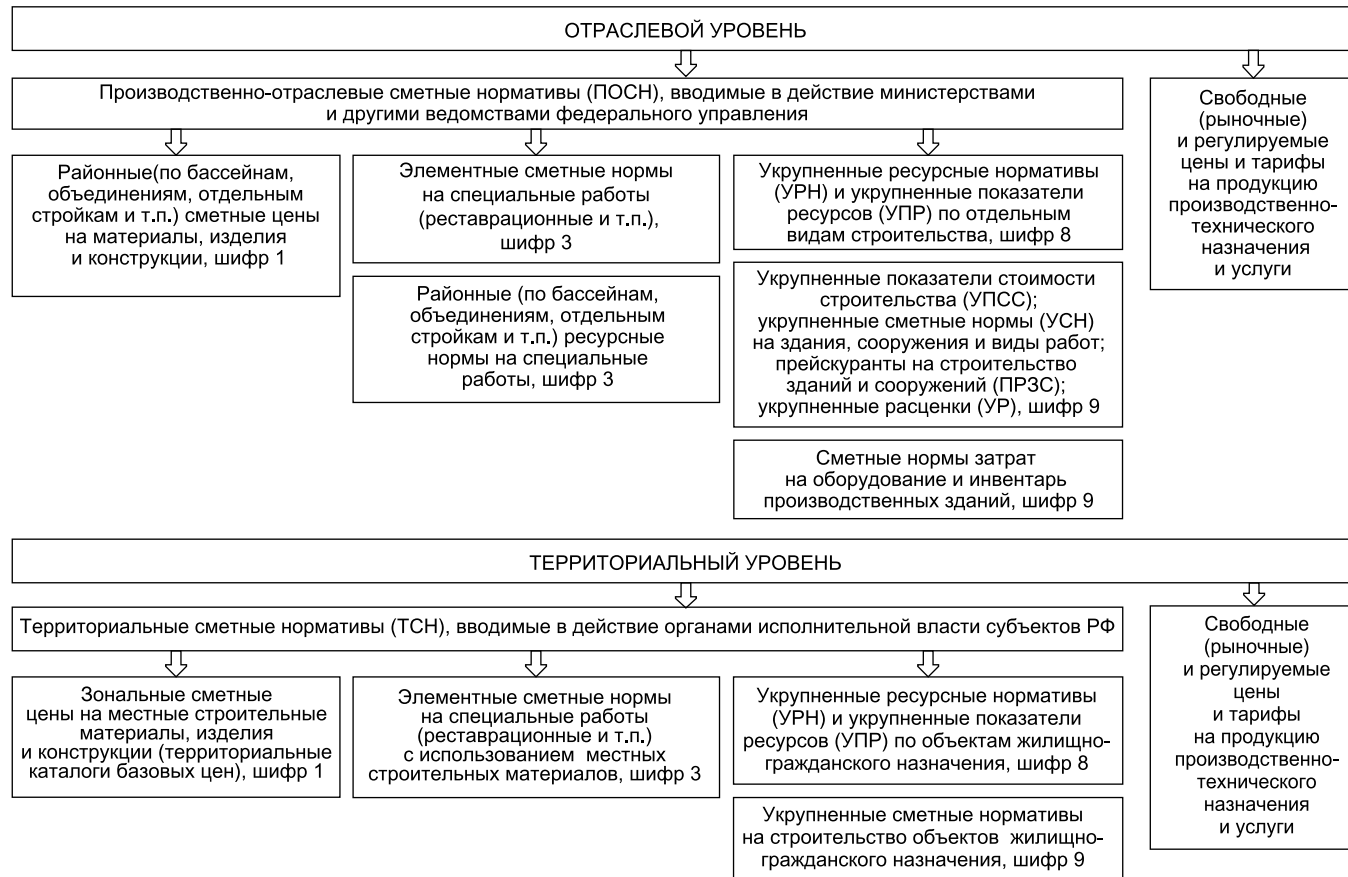 ОТРАСЛЕВОЙ УРОВЕНЬ
Производственно-отраслевые сметные нормативы (ПОСН), вводимые в действие министерствами
и другими ведомствами федерального управления
Районные(по бассейнам,
объединениям, отдельным
стройкам и т.п.) сметные цены
на материалы, изделия
и конструкции, шифр 1
Элементные сметные нормы
на специальные работы
(реставрационные и т.п.),
шифр 3
Районные (по бассейнам,
объединениям, отдельным
стройкам и т.п.) ресурсные
нормы на специальные
работы, шифр 3
Укрупненные ресурсные нормативы
(УРН) и укрупненные показатели
ресурсов (УПР) по отдельным
видам строительства, шифр 8
Укрупненные показатели стоимости
строительства (УПСС);
укрупненные сметные нормы (УСН)
на здания, сооружения и виды работ;
прейскуранты на строительство
зданий и сооружений (ПРЗС);
укрупненные расценки (УР), шифр 9
Сметные нормы затрат
на оборудование и инвентарь
производственных зданий, шифр 9
Свободные
(рыночные)
и регулируемые
цены и тарифы
на продукцию
производственно-
технического
назначения
и услуги
ТЕРРИТОРИАЛЬНЫЙ УРОВЕНЬ
Территориальные сметные нормативы (ТСН), вводимые в действие органами исполнительной власти субъектов РФ
Зональные сметные
цены на местные строительные
материалы, изделия
и конструкции (территориальные
каталоги базовых цен), шифр 1
Элементные сметные нормы
на специальные работы
(реставрационные и т.п.)
с использованием местных
строительных материалов, шифр 3
Укрупненные ресурсные нормативы
(УРН) и укрупненные показатели
ресурсов (УПР) по объектам жилищно-
гражданского назначения, шифр 8
Укрупненные сметные нормативы
на строительство объектов жилищно-
гражданского назначения, шифр 9
Свободные
(рыночные)
и регулируемые
цены
и тарифы
на продукцию
производственно-
технического
назначения
и услуги